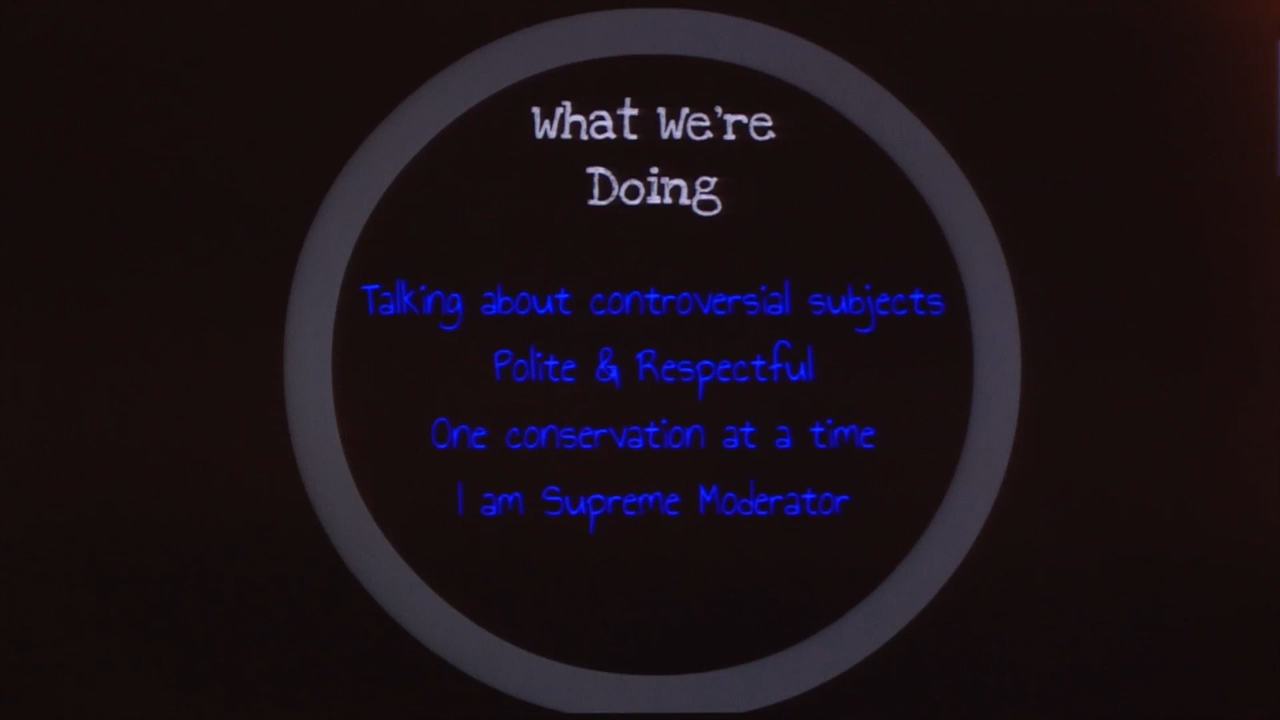 What We're
Doing
Talking about controversial subjects
Polite & Respectful
One conservation at a time
I am Supreme Moderator